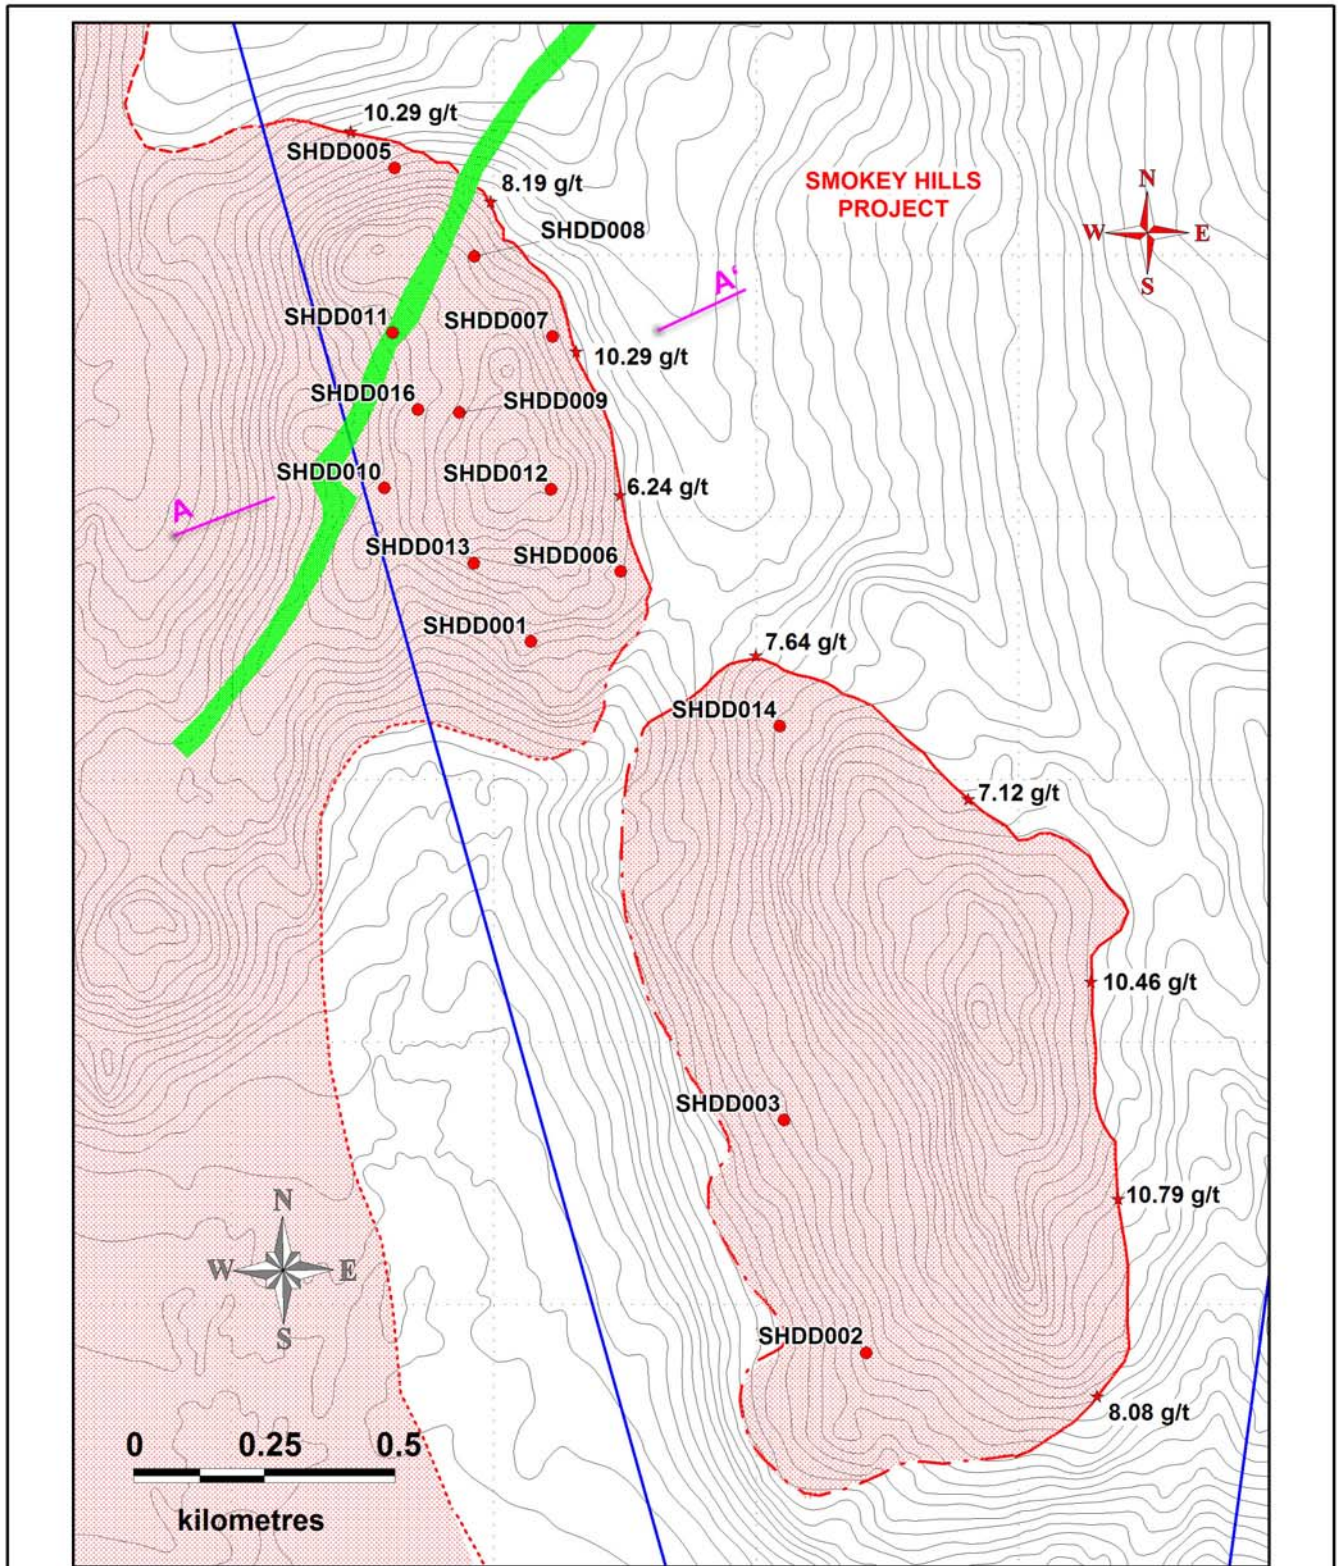 10.29 g/t
SHDD005
8.19 g/t
SMOKEY HILLS
PROJECT
N
W
E
S
SHDD008
A'
SHDD011
SHDD007
10.29 g/t
SHDD016
SHDD009
SHDD010
SHDD012
6.24 g/t
A
SHDD013
SHDD006
SHDD001
7.64 g/t
SHDD014
7.12 g/t
10.46 g/t
SHDD003
10.79 g/t
N
W
E
S
SHDD002
8.08 g/t
0 0.25 0.5
kilometres